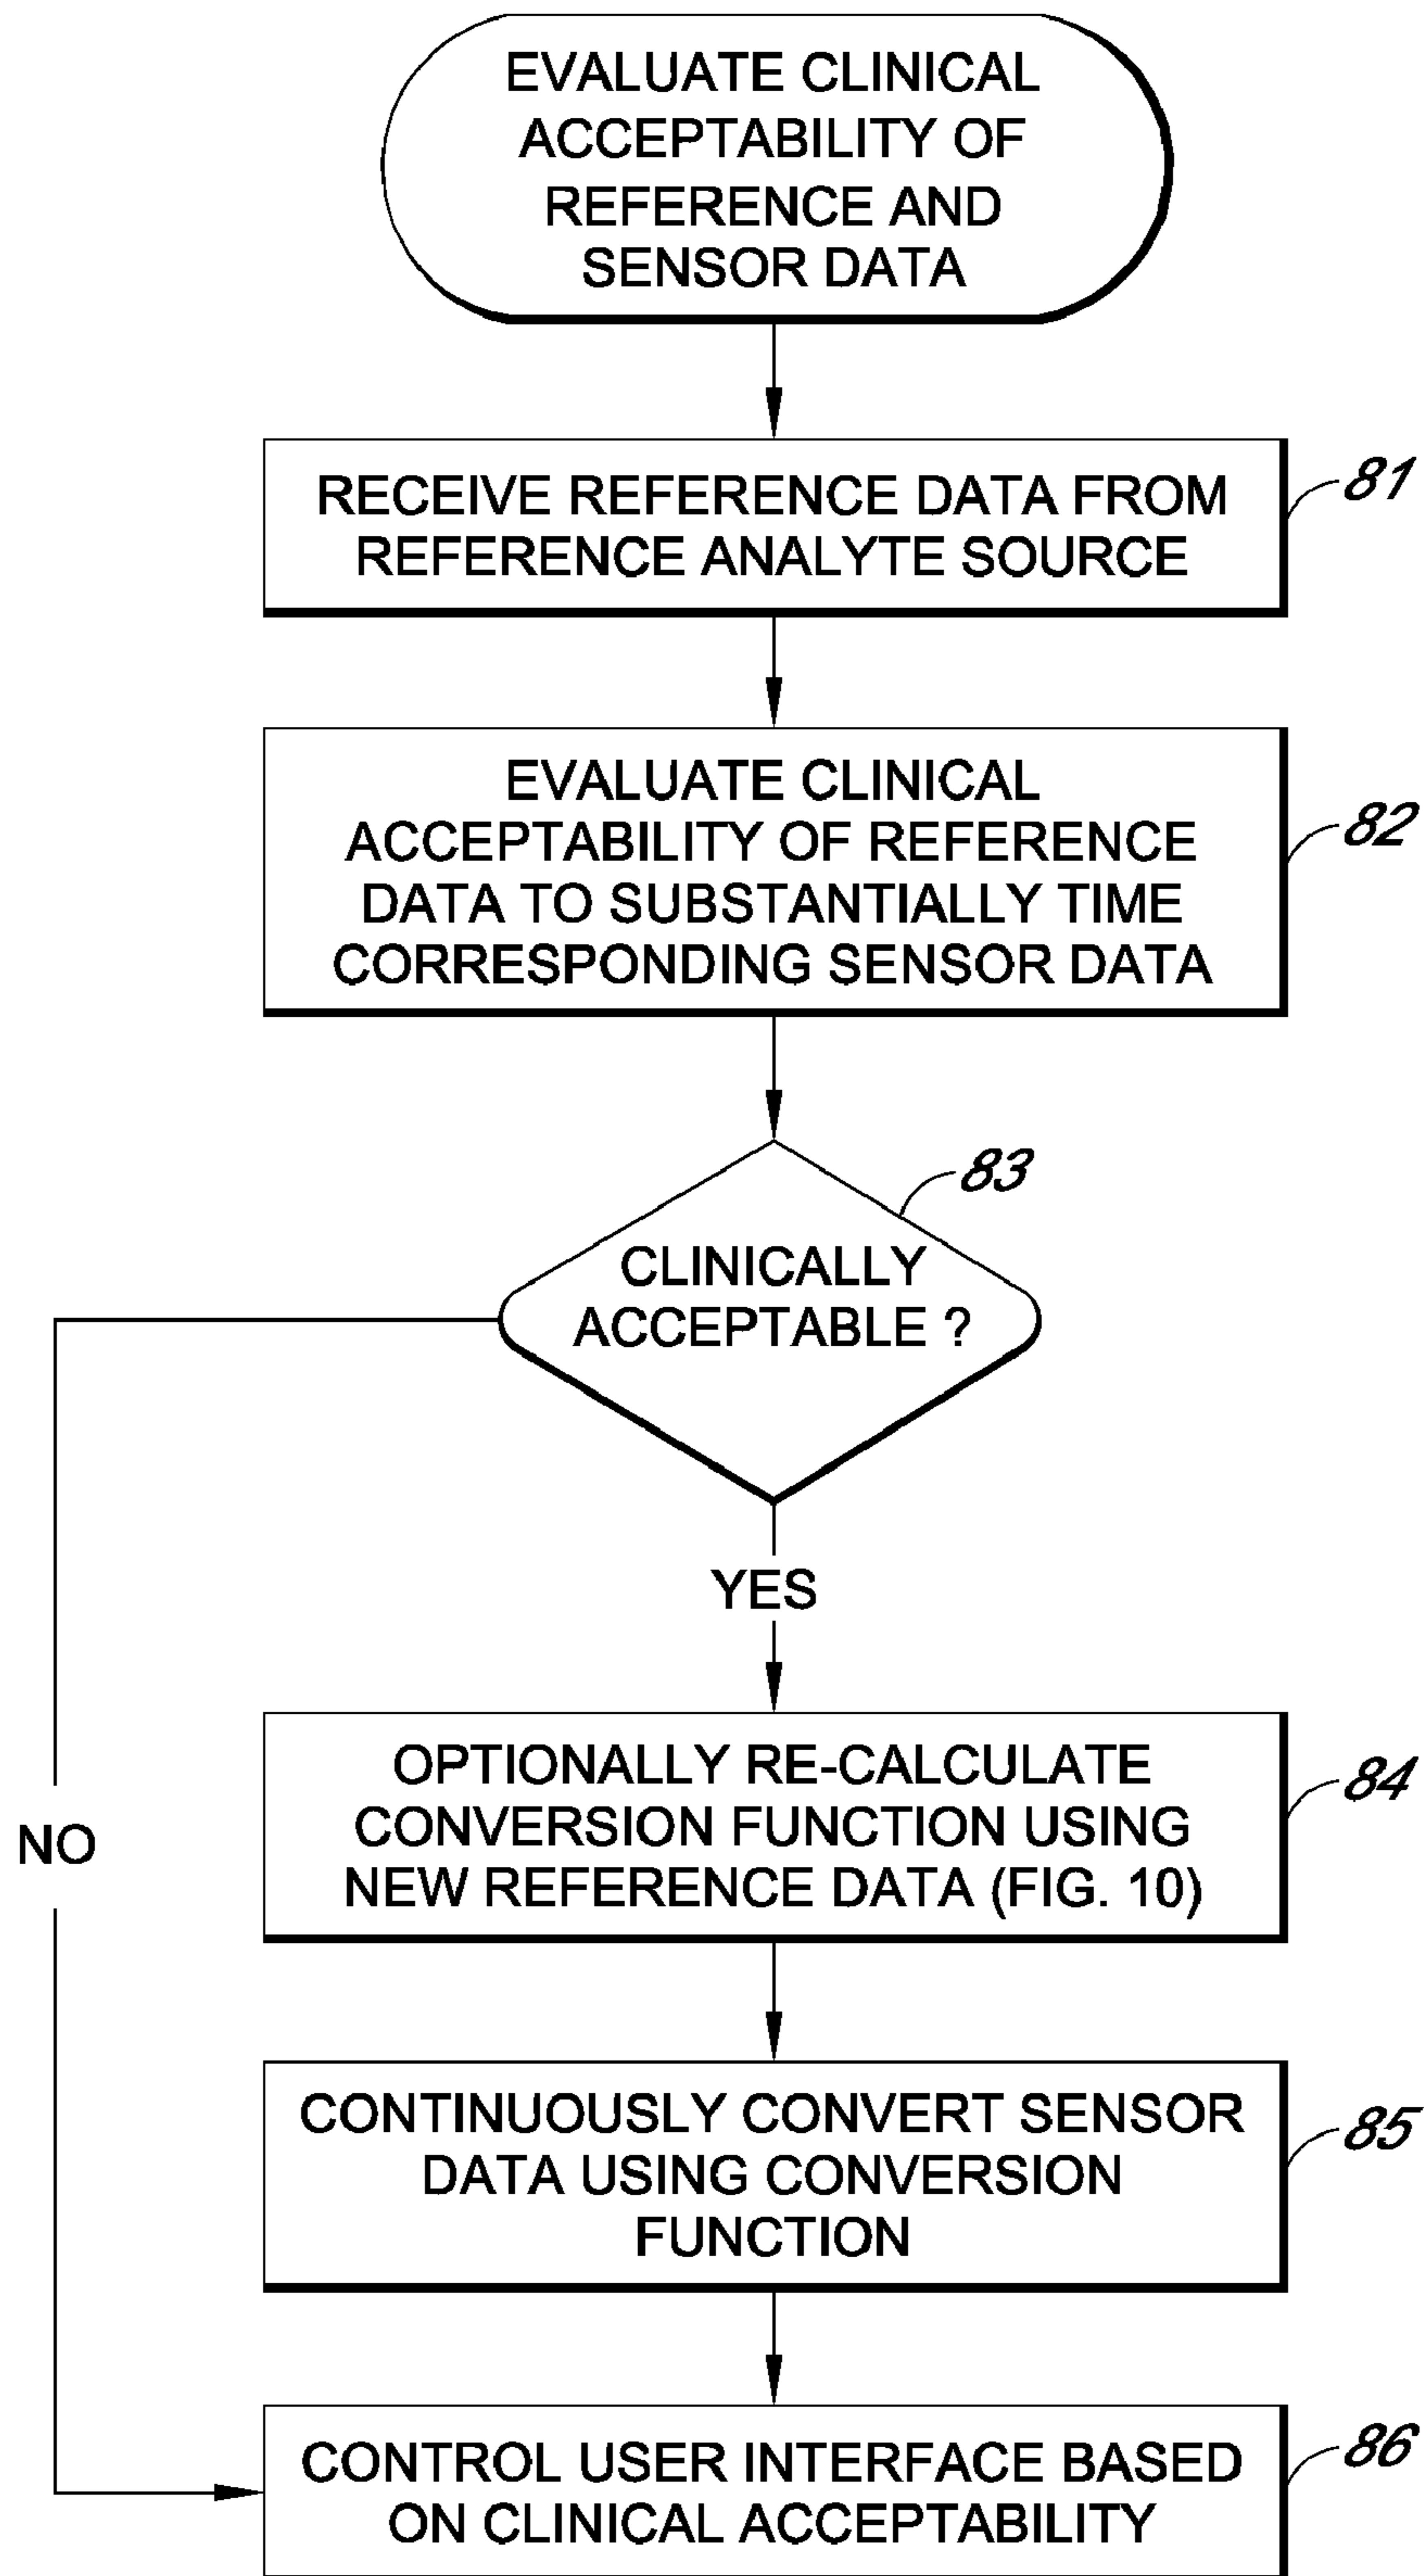 EVALUATE CLINICAL
ACCEPTABILITY OF
REFERENCE AND
SENSOR DATA
RECEIVE REFERENCE DATA FROM
REFERENCE ANALYTE SOURCE
81
EVALUATE CLINICAL
ACCEPTABILITY OF REFERENCE
DATA TO SUBSTANTIALLY TIME
CORRESPONDING SENSOR DATA
82
83
CLINICALLY
ACCEPTABLE ?
YES
NO
OPTIONALLY RE-CALCULATE
CONVERSION FUNCTION USING
NEW REFERENCE DATA (FIG. 10)
84
CONTINUOUSLY CONVERT SENSOR
DATA USING CONVERSION
FUNCTION
85
CONTROL USER INTERFACE BASED
ON CLINICAL ACCEPTABILITY
86